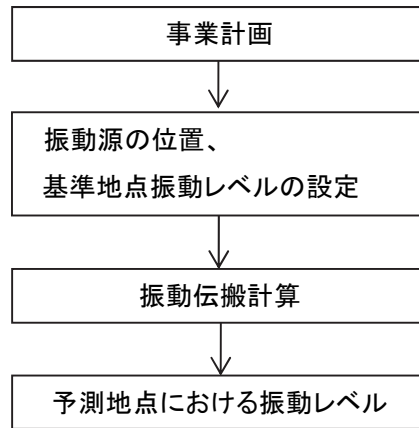 事業計画
振動源の位置、
基準地点振動レベルの設定
振動伝搬計算
予測地点における振動レベル